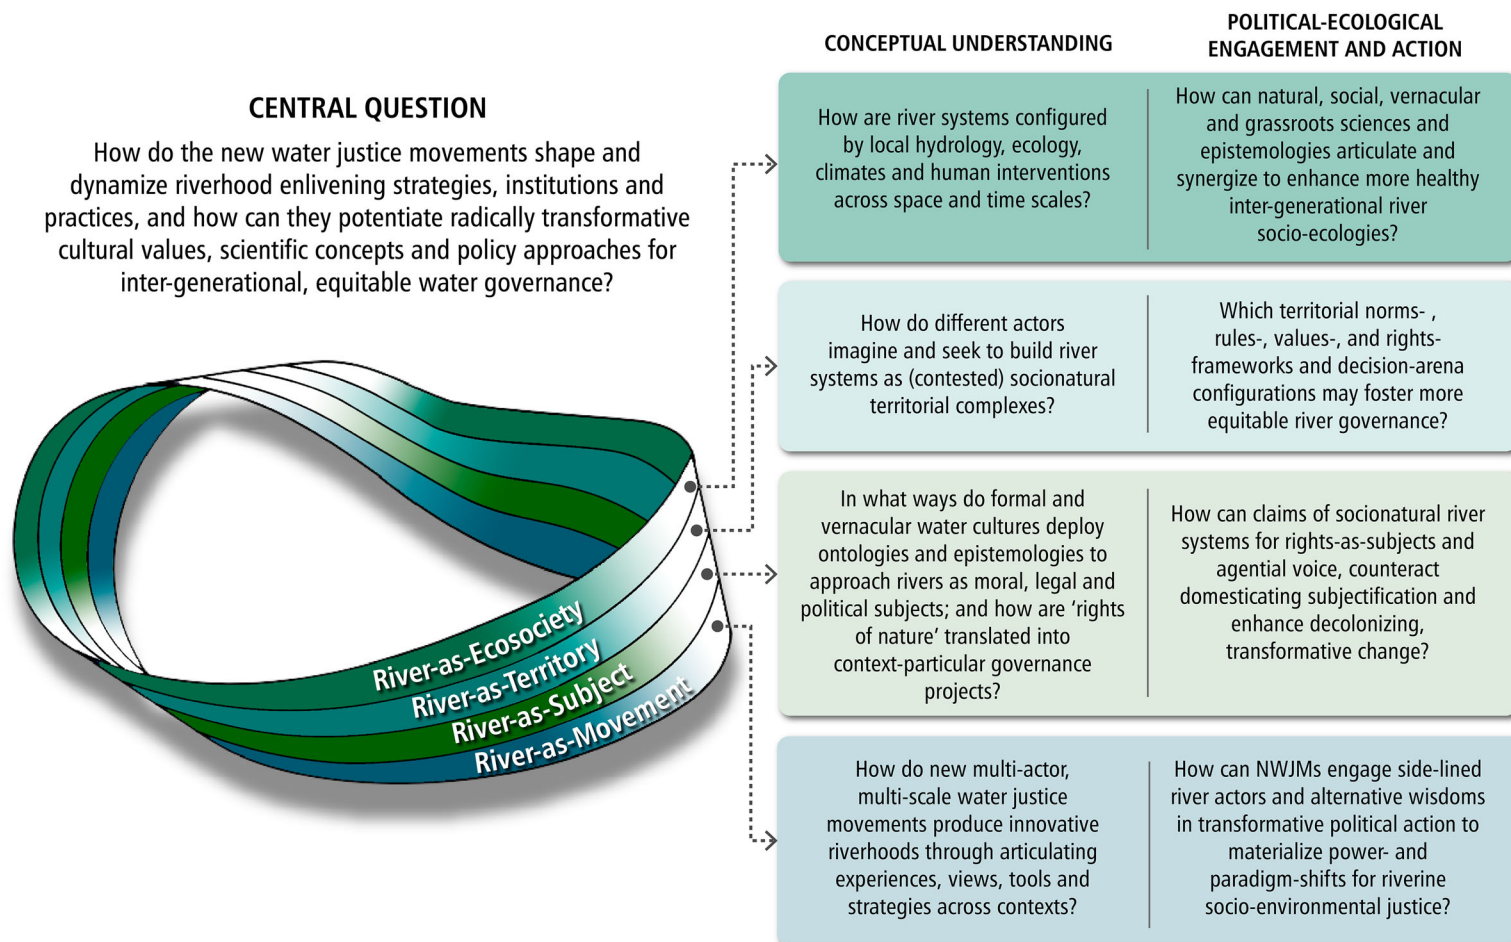 CENTRAL QUESTION
How do the new water justice movements shape and
dynamize riverhood enlivening strategies, institutions and
practices, and how can they potentiate radically transformative
cultural values, scientific concepts and policy approaches for
inter-generational, equitable water governance?
River-as-Ecosociety
River-as-Territory
River-as-Subject
River-as-Movement
CONCEPTUAL UNDERSTANDING
POLITICAL-ECOLOGICAL
ENGAGEMENT AND ACTION
How are river systems configured
by local hydrology, ecology,
climates and human interventions
across space and time scales?
How can natural, social, vernacular
and grassroots sciences and
epistemologies articulate and
synergize to enhance more healthy
inter-generational river
socio-ecologies?
How do different actors
imagine and seek to build river
systems as (contested) socionatural
territorial complexes?
Which territorial norms- ,
rules-, values-, and rights-
frameworks and decision-arena
configurations may foster more
equitable river governance?
In what ways do formal and
vernacular water cultures deploy
ontologies and epistemologies to
approach rivers as moral, legal and
political subjects; and how are ‘rights
of nature’ translated into
context-particular governance
projects?
How can claims of socionatural river
systems for rights-as-subjects and
agential voice, counteract
domesticating subjectification and
enhance decolonizing,
transformative change?
How do new multi-actor,
multi-scale water justice
movements produce innovative
riverhoods through articulating
experiences, views, tools and
strategies across contexts?
How can NWJMs engage side-lined
river actors and alternative wisdoms
in transformative political action to
materialize power- and
paradigm-shifts for riverine
socio-environmental justice?